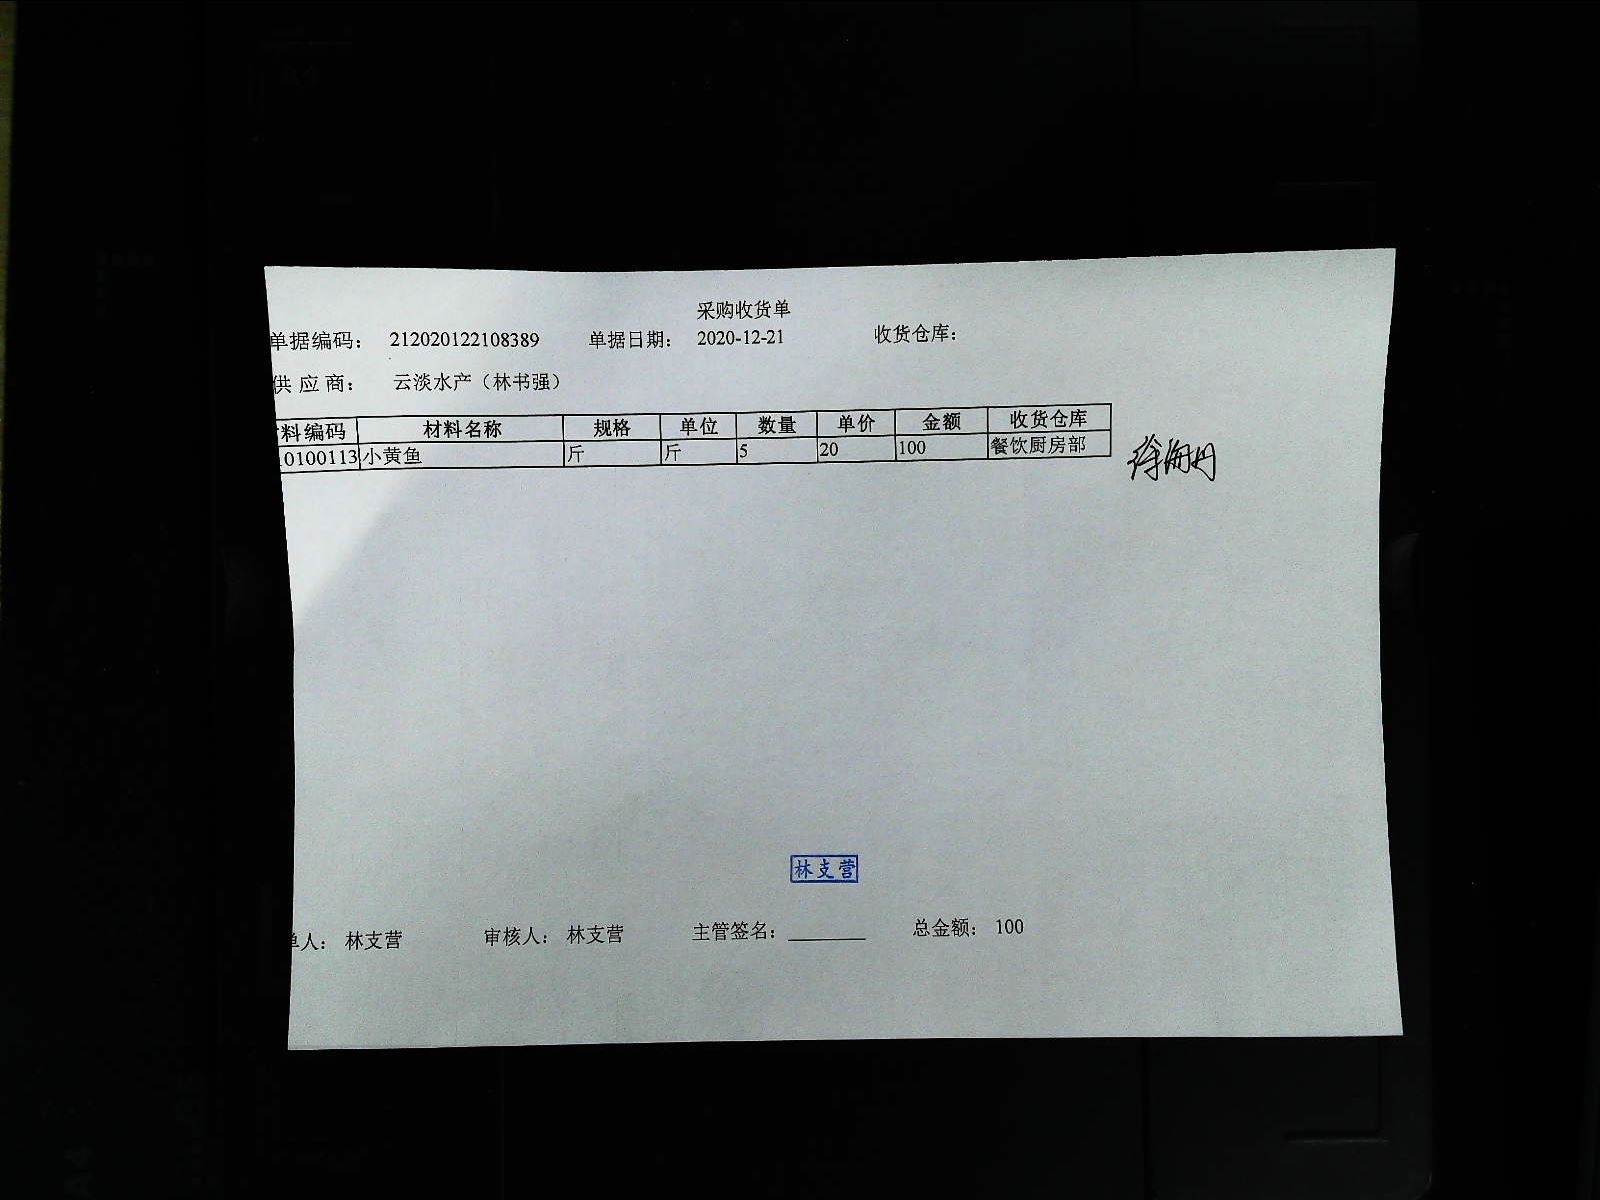 采购收货单
单据编码： 212020122108389 单据日期： 2020-12-21 收货仓库：
供 应 商： 云淡水产（林书强）
料编码 材料名称 规格 单位 数量 单价 金额 收货仓库
0100113 小黄鱼 斤 斤 5 20 100 餐饮厨房部
林支营
单人： 林支营 审核人： 林支营 主管签名： 总金额： 100